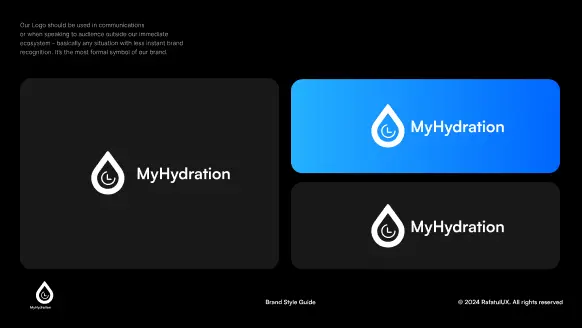 Our Logo should be used in communications
or when speaking to audience outside our immediate
ecosystem - basically any situation with less instant brand
recognition. It's the most formal symbol of our brand.
MyHydration
MyHydration
MyHydration
MyHydration
Brand Style Guide
© 2024 RafatulUX. All rights reserved